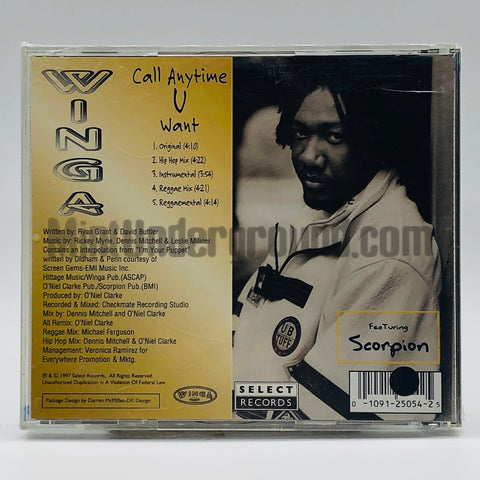 WINGA
Call Anytime
U
Want
1. Original (4:10)
2. Hip Hop Mix (4:22)
3. Instrumental (3:54)
4. Reggae Mix (4:21)
5. Reggaemental (4:14)
Written by: Ryan Grant & David Buttler
Music by: Rickey Myne, Dennis Mitchell & Leslie Millner
Contains an interpolation from "I'm Your Puppet"
written by Oldham & Penn courtesy of
Screen Gems-EMI Music Inc.
Hittage Music/Winga Pub.(ASCAP)
O'Niel Clarke Pub./Scorpion Pub.(BMI)
Produced by: O'Niel Clarke
Recorded & Mixed: Checkmate Recording Studio
Mix by: Dennis Mitchell and O'Niel Clarke
All Remix: O'Niel Clarke
Reggae Mix: Michael Ferguson
Hip Hop Mix: Dennis Mitchell & O'Niel Clarke
Management: Veronica Ramirez for
Everywhere Promotion & Mktg.
℗ & © 1997 Select Records. All Rights Reserved.
Unauthorized Duplication is A Violation Of Federal Law
Package Design by Darren McMillan-DK Design
WINGA
SELECT
RECORDS
UB
TUFF
Featuring
Scorpion
0 -1091-25054-2 5